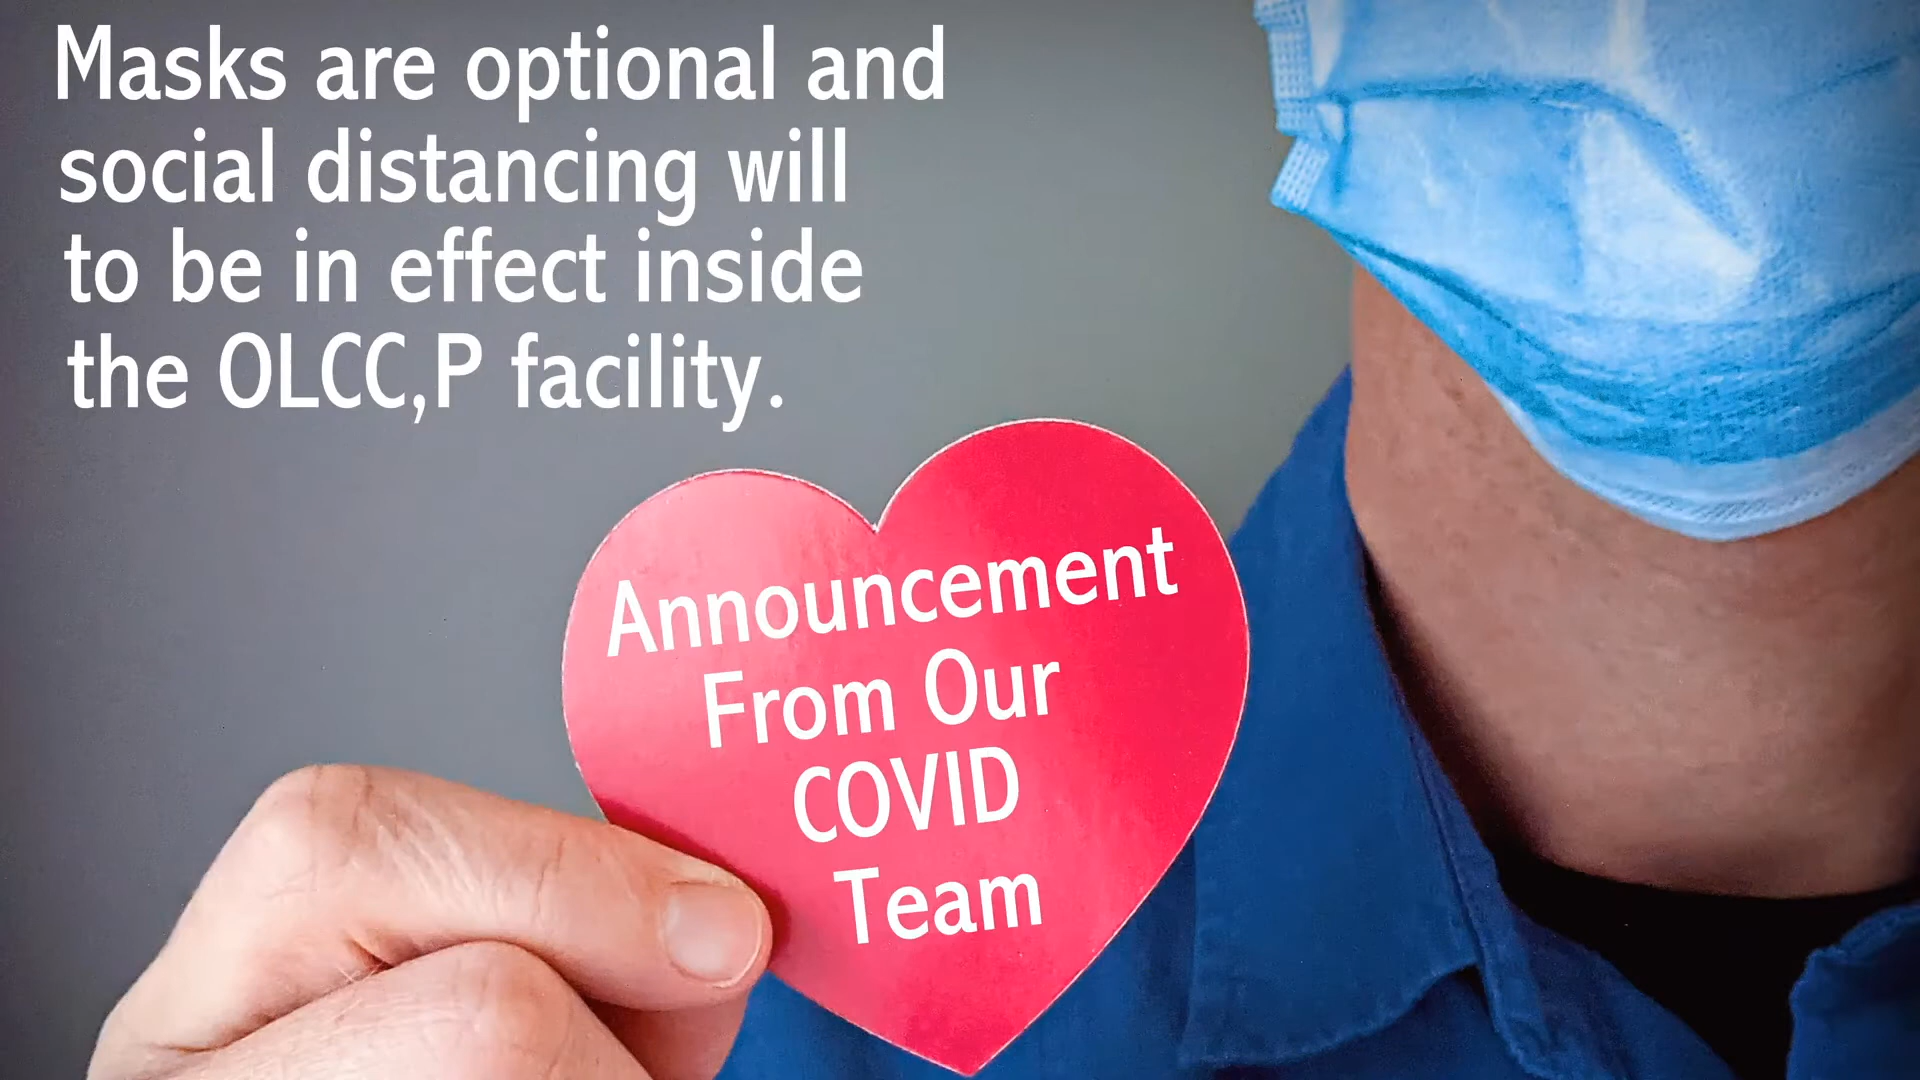 Masks are optional and
social distancing will
to be in effect inside
the OLCC,P facility.
Announcement
From Our
COVID
Team